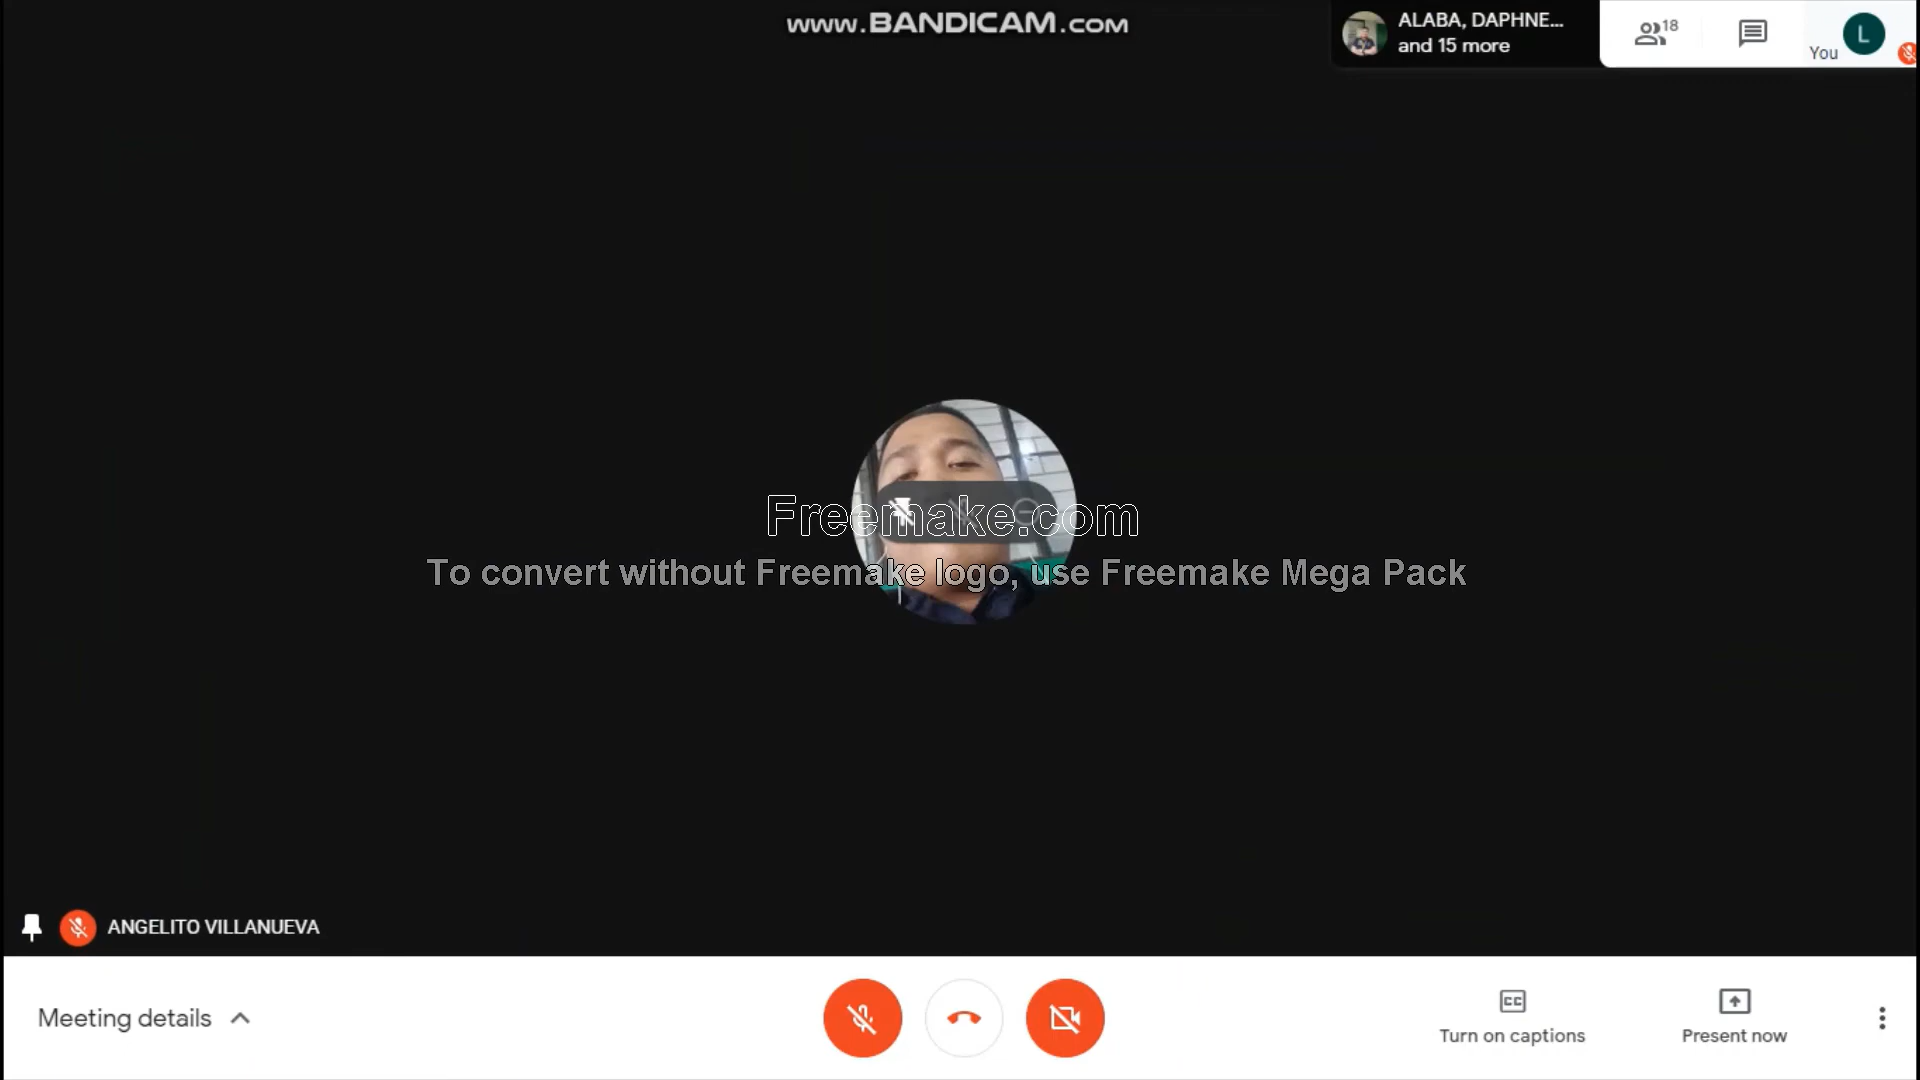 www.BANDICAM.COM
ALABA, DAPHNE...
and 15 more
18
You
L
Freemake.com
To convert without Freemake logo, use Freemake Mega Pack
ANGELITO VILLANUEVA
Meeting details
CC
Turn on captions
Present now